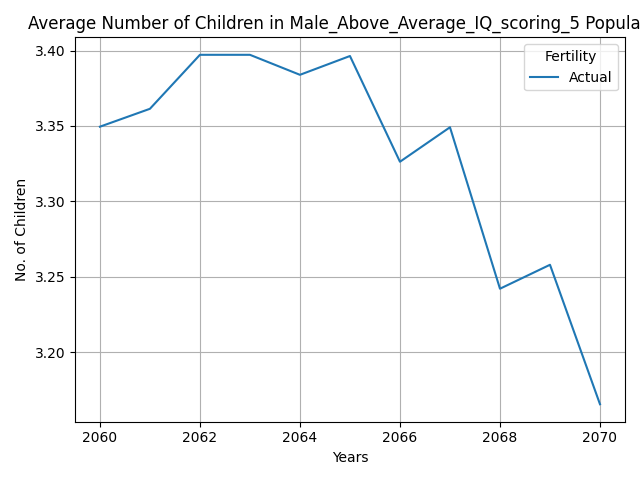 Average Number of Children in Male_Above_Average_IQ_scoring_5 Popula
Fertility
Actual
3.40
3.35
3.30
3.25
3.20
No. of Children
2060 2062 2064 2066 2068 2070
Years